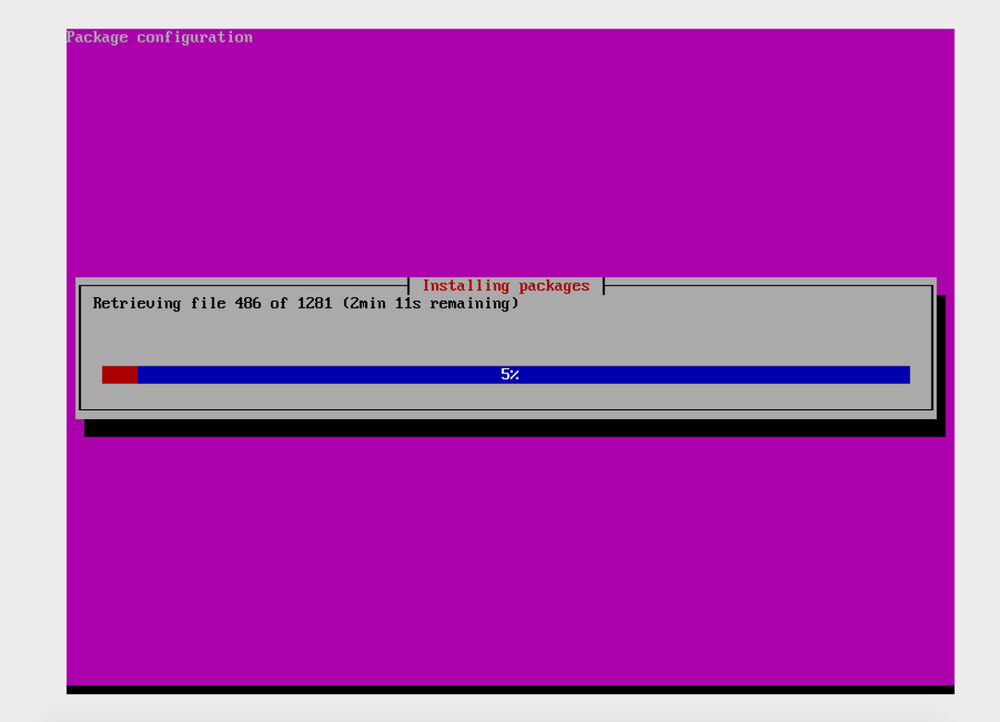 Package configuration
Installing packages
Retrieving file 486 of 1281 (2min 11s remaining)
5%